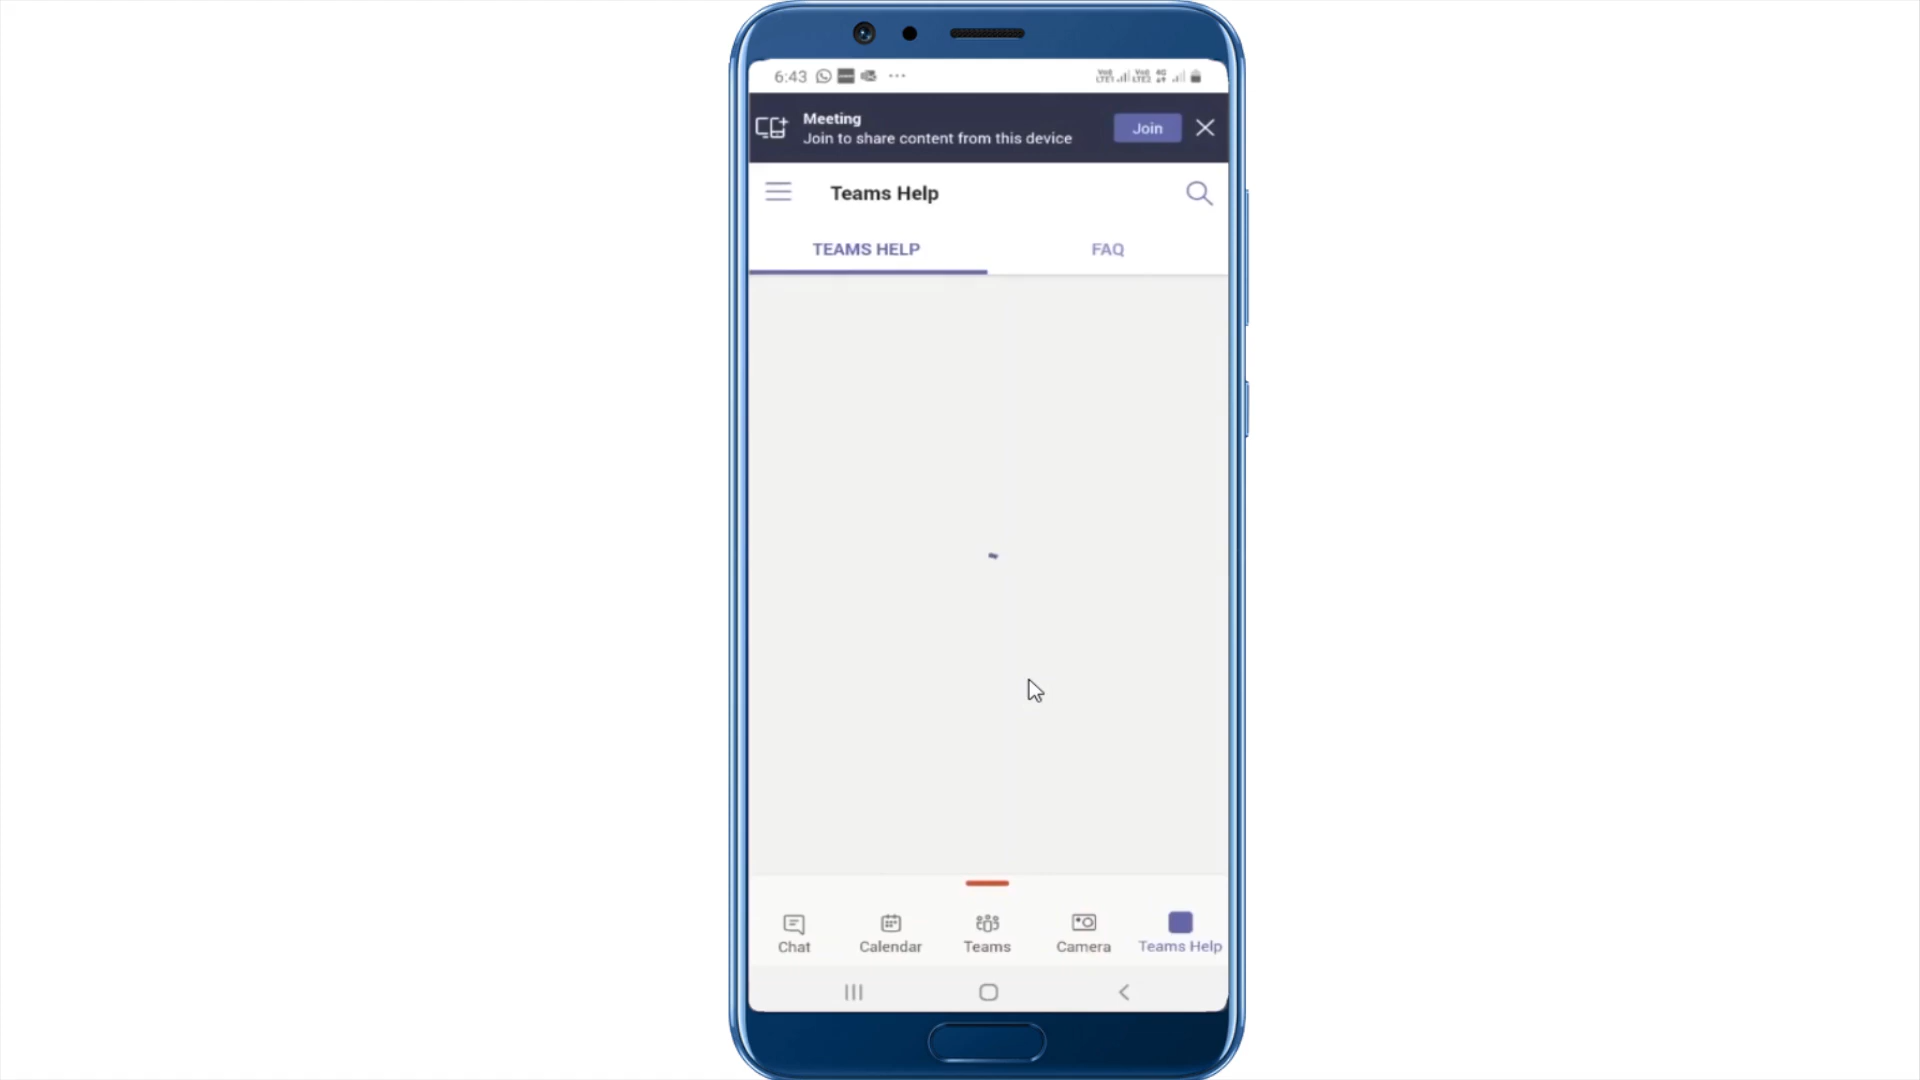 6:43
Meeting
Join to share content from this device
Join
Teams Help
TEAMS HELP
FAQ
Chat
Calendar
Teams
Camera
Teams Help